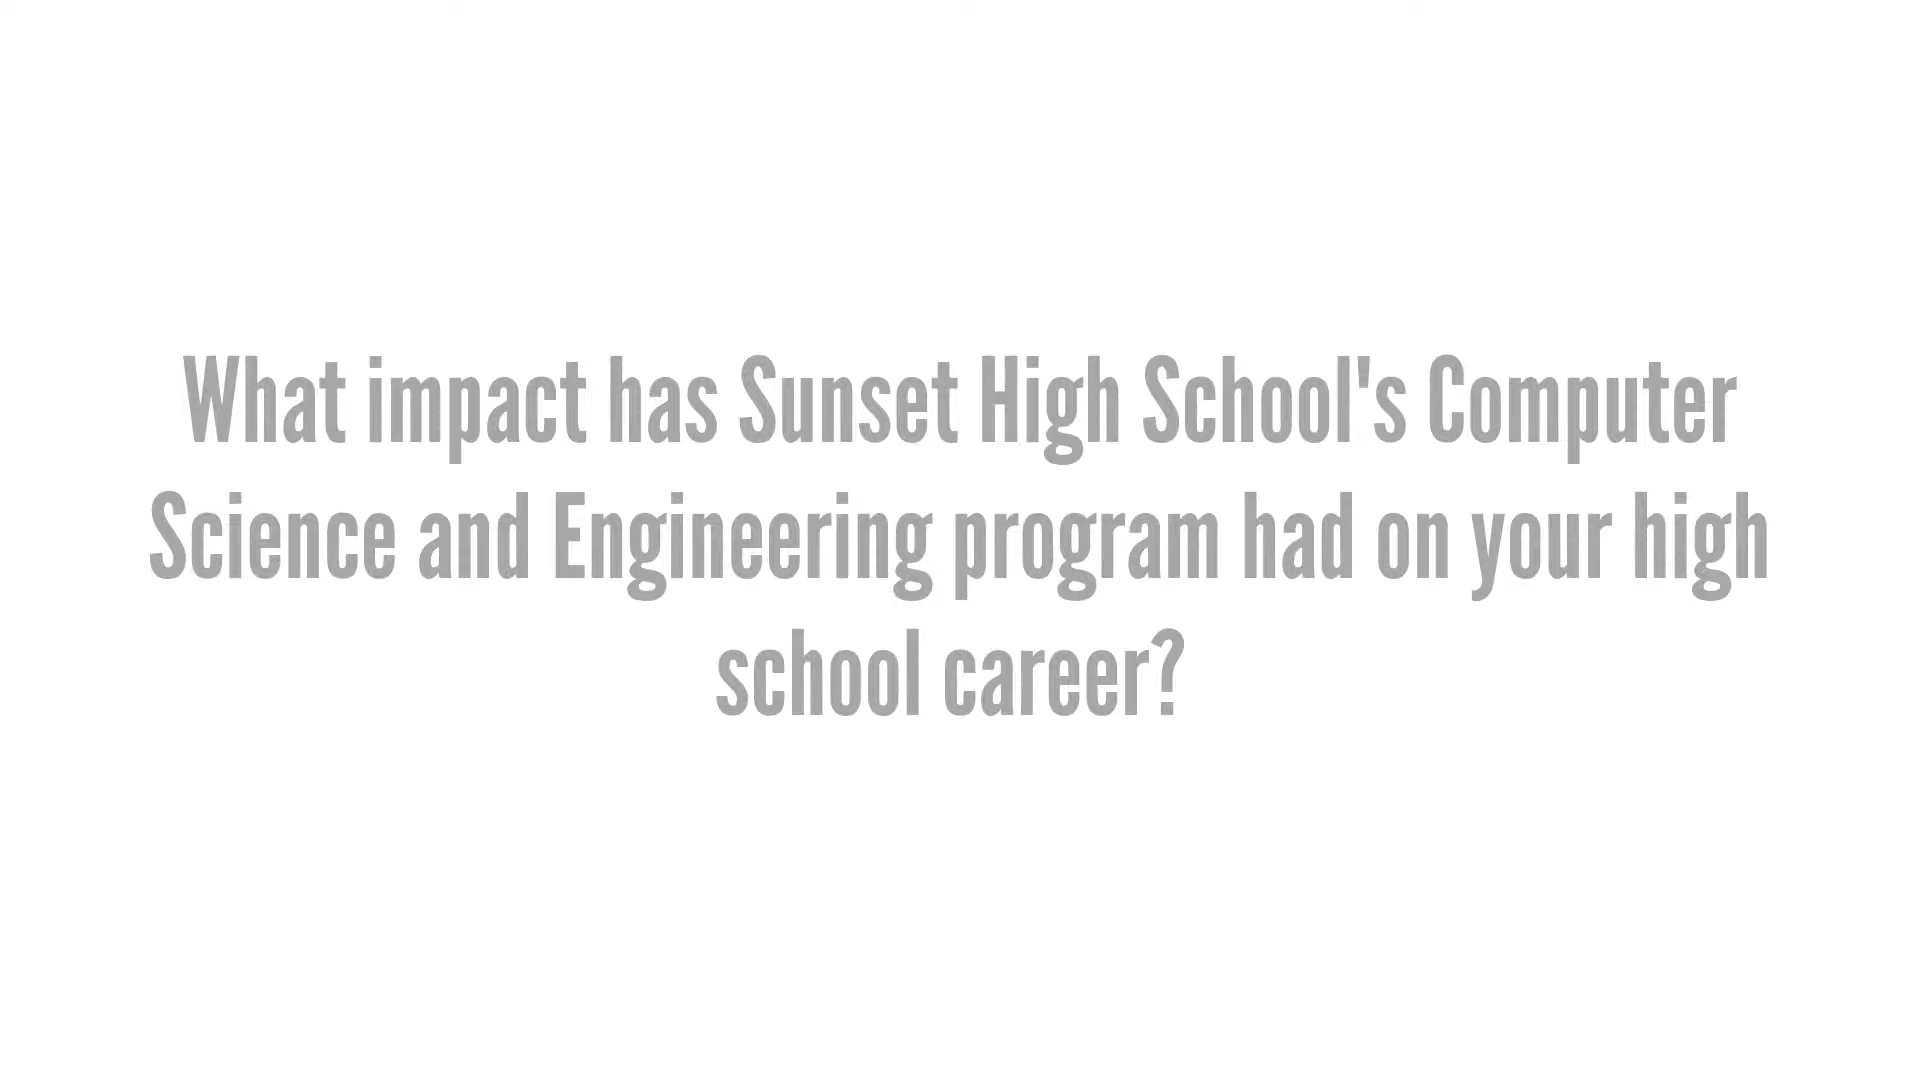 What impact has Sunset High School's Computer
Science and Engineering program had on your high
school career?